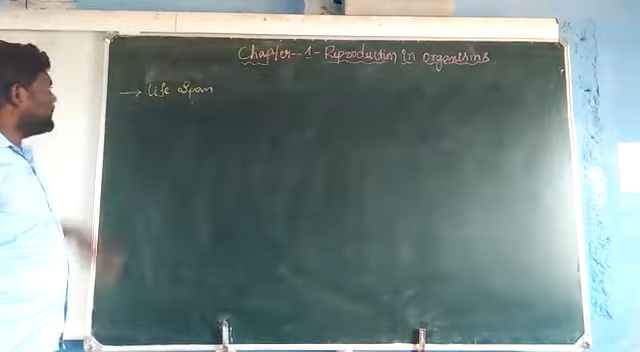 Chapter-1- Reproduction In organisms
→ Life Span